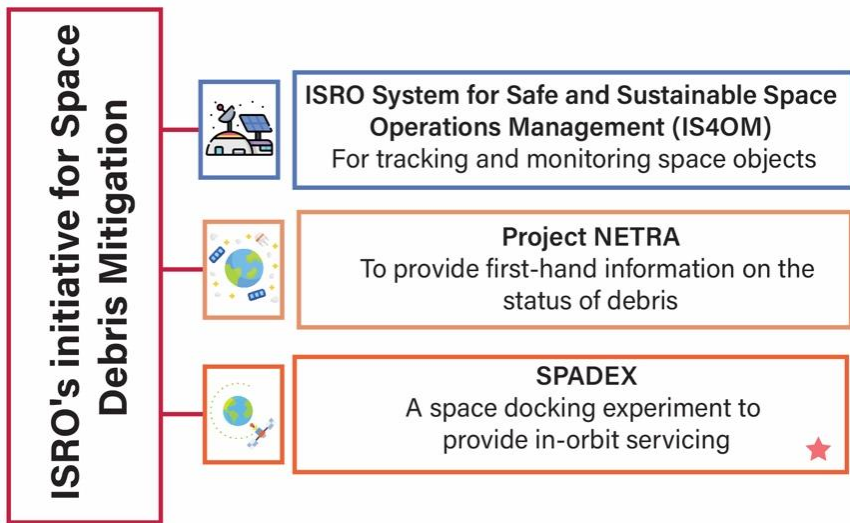 ISRO's initiative for Space
Debris Mitigation
ISRO System for Safe and Sustainable Space
Operations Management (IS4OM)
For tracking and monitoring space objects
Project NETRA
To provide first-hand information on the
status of debris
SPADEX
A space docking experiment to
provide in-orbit servicing